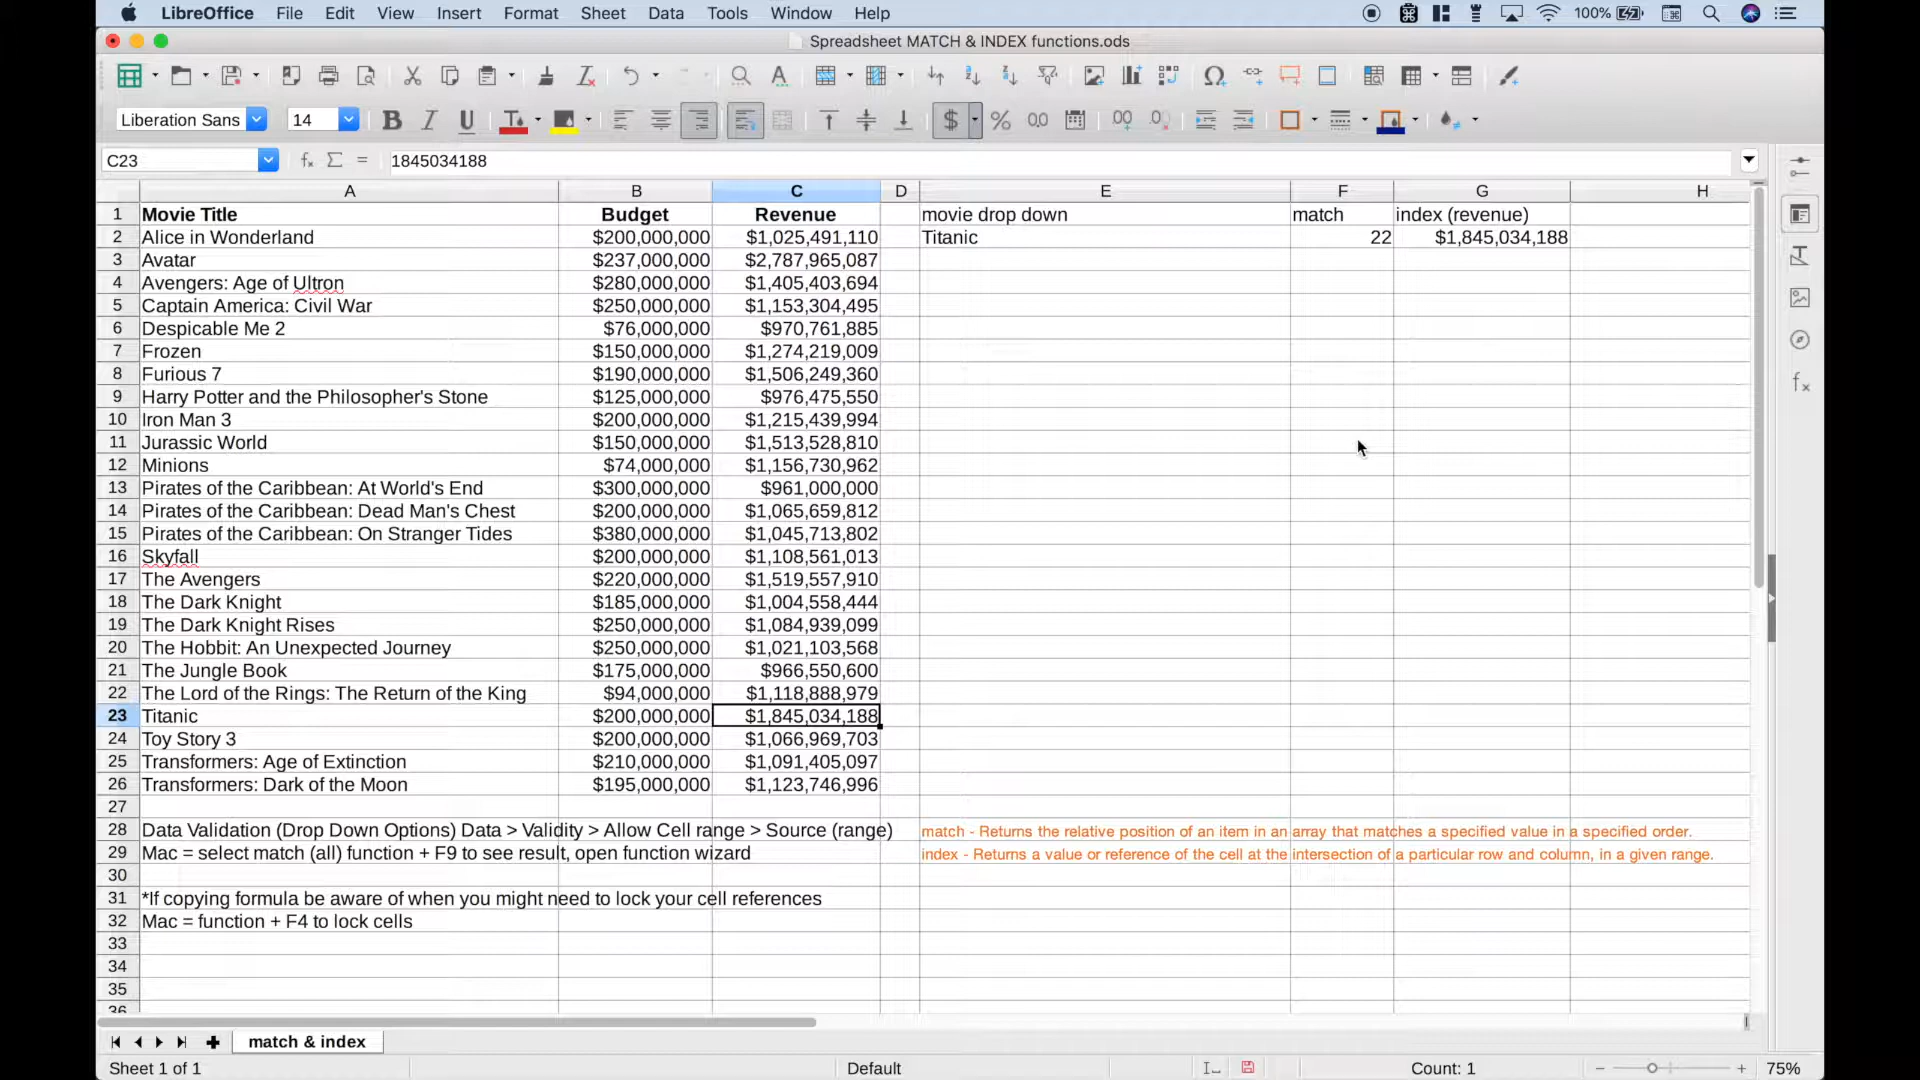 LibreOffice File Edit View Insert Format Sheet Data Tools Window Help 100%
Spreadsheet MATCH & INDEX functions.ods
Liberation Sans 14
C23 1845034188
A B C D E F G H
1 Movie Title Budget Revenue movie drop down match index (revenue)
2 Alice in Wonderland $200,000,000 $1,025,491,110 Titanic 22 $1,845,034,188
3 Avatar $237,000,000 $2,787,965,087
4 Avengers: Age of Ultron $280,000,000 $1,405,403,694
5 Captain America: Civil War $250,000,000 $1,153,304,495
6 Despicable Me 2 $76,000,000 $970,761,885
7 Frozen $150,000,000 $1,274,219,009
8 Furious 7 $190,000,000 $1,506,249,360
9 Harry Potter and the Philosopher's Stone $125,000,000 $976,475,550
10 Iron Man 3 $200,000,000 $1,215,439,994
11 Jurassic World $150,000,000 $1,513,528,810
12 Minions $74,000,000 $1,156,730,962
13 Pirates of the Caribbean: At World's End $300,000,000 $961,000,000
14 Pirates of the Caribbean: Dead Man's Chest $200,000,000 $1,065,659,812
15 Pirates of the Caribbean: On Stranger Tides $380,000,000 $1,045,713,802
16 Skyfall $200,000,000 $1,108,561,013
17 The Avengers $220,000,000 $1,519,557,910
18 The Dark Knight $185,000,000 $1,004,558,444
19 The Dark Knight Rises $250,000,000 $1,084,939,099
20 The Hobbit: An Unexpected Journey $250,000,000 $1,021,103,568
21 The Jungle Book $175,000,000 $966,550,600
22 The Lord of the Rings: The Return of the King $94,000,000 $1,118,888,979
23 Titanic $200,000,000 $1,845,034,188
24 Toy Story 3 $200,000,000 $1,066,969,703
25 Transformers: Age of Extinction $210,000,000 $1,091,405,097
26 Transformers: Dark of the Moon $195,000,000 $1,123,746,996
27
28 Data Validation (Drop Down Options) Data > Validity > Allow Cell range > Source (range) match - Returns the relative position of an item in an array that matches a specified value in a specified order.
29 Mac = select match (all) function + F9 to see result, open function wizard index - Returns a value or reference of the cell at the intersection of a particular row and column, in a given range.
30
31 *If copying formula be aware of when you might need to lock your cell references
32 Mac = function + F4 to lock cells
33
34
35
36
match & index
Sheet 1 of 1 Default Count: 1 75%